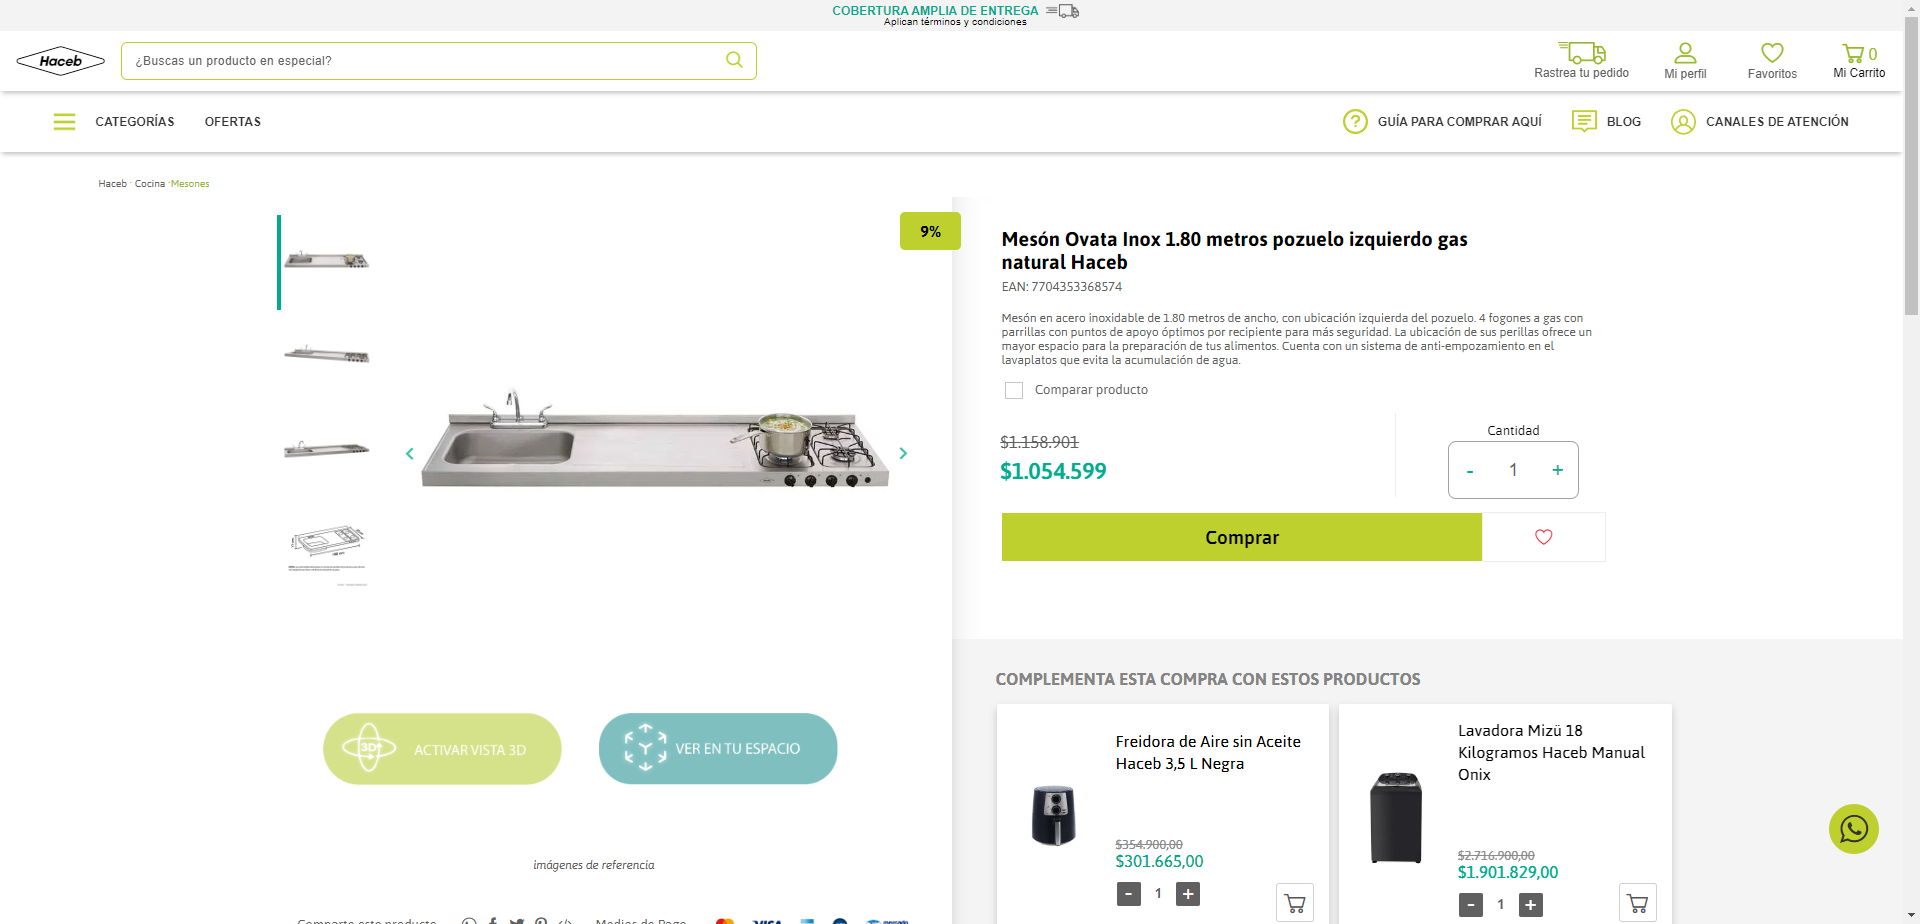 COBERTURA AMPLIA DE ENTREGA
Aplican términos y condiciones
Haceb
¿Buscas un producto en especial?
Rastrea tu pedido
Mi perfil
Favoritos
0
Mi Carrito
CATEGORÍAS
OFERTAS
GUÍA PARA COMPRAR AQUÍ
BLOG
CANALES DE ATENCIÓN
Haceb · Cocina · Mesones
9%
Mesón Ovata Inox 1.80 metros pozuelo izquierdo gas
natural Haceb
EAN: 7704353368574
Mesón en acero inoxidable de 1.80 metros de ancho, con ubicación izquierda del pozuelo. 4 fogones a gas con
parrillas con puntos de apoyo óptimos por recipiente para más seguridad. La ubicación de sus perillas ofrece un
mayor espacio para la preparación de tus alimentos. Cuenta con un sistema de anti-empozamiento en el
lavaplatos que evita la acumulación de agua.
Comparar producto
$1.158.901
$1.054.599
Cantidad
- 1 +
Comprar
3D
ACTIVAR VISTA 3D
VER EN TU ESPACIO
imágenes de referencia
Comparte este producto
Medios de Pago
VISA
mercado
COMPLEMENTA ESTA COMPRA CON ESTOS PRODUCTOS
Freidora de Aire sin Aceite
Haceb 3,5 L Negra
$354.900,00
$301.665,00
- 1 +
Lavadora Mizü 18
Kilogramos Haceb Manual
Onix
$2.716.900,00
$1.901.829,00
- 1 +